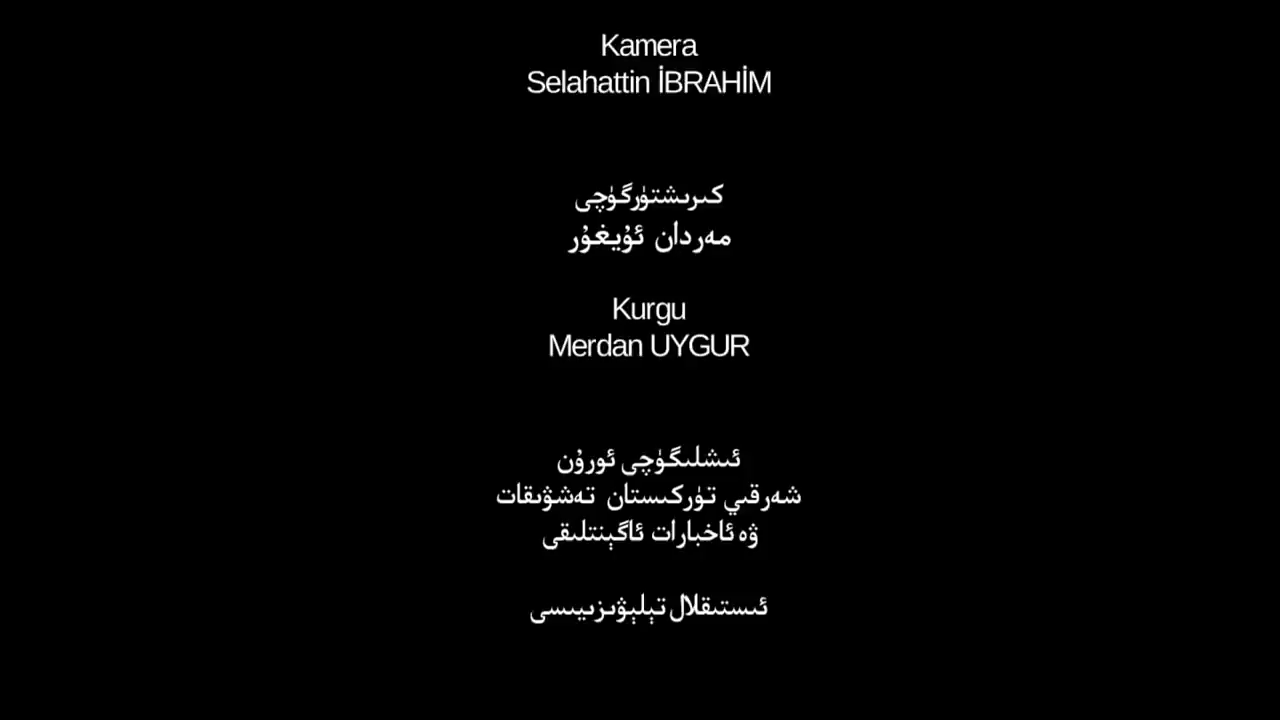 Kamera
Selahattin İBRAHİM
كىرىشتۈرگۈچى
مەردان ئۇيغۇر
Kurgu
Merdan UYGUR
ئىشلىگۈچى ئورۇن
شەرقىي تۈركىستان تەشۋىقات
ۋە ئاخبارات ئاگېنتلىقى
ئىستىقلال تېلېۋىزىيىسى